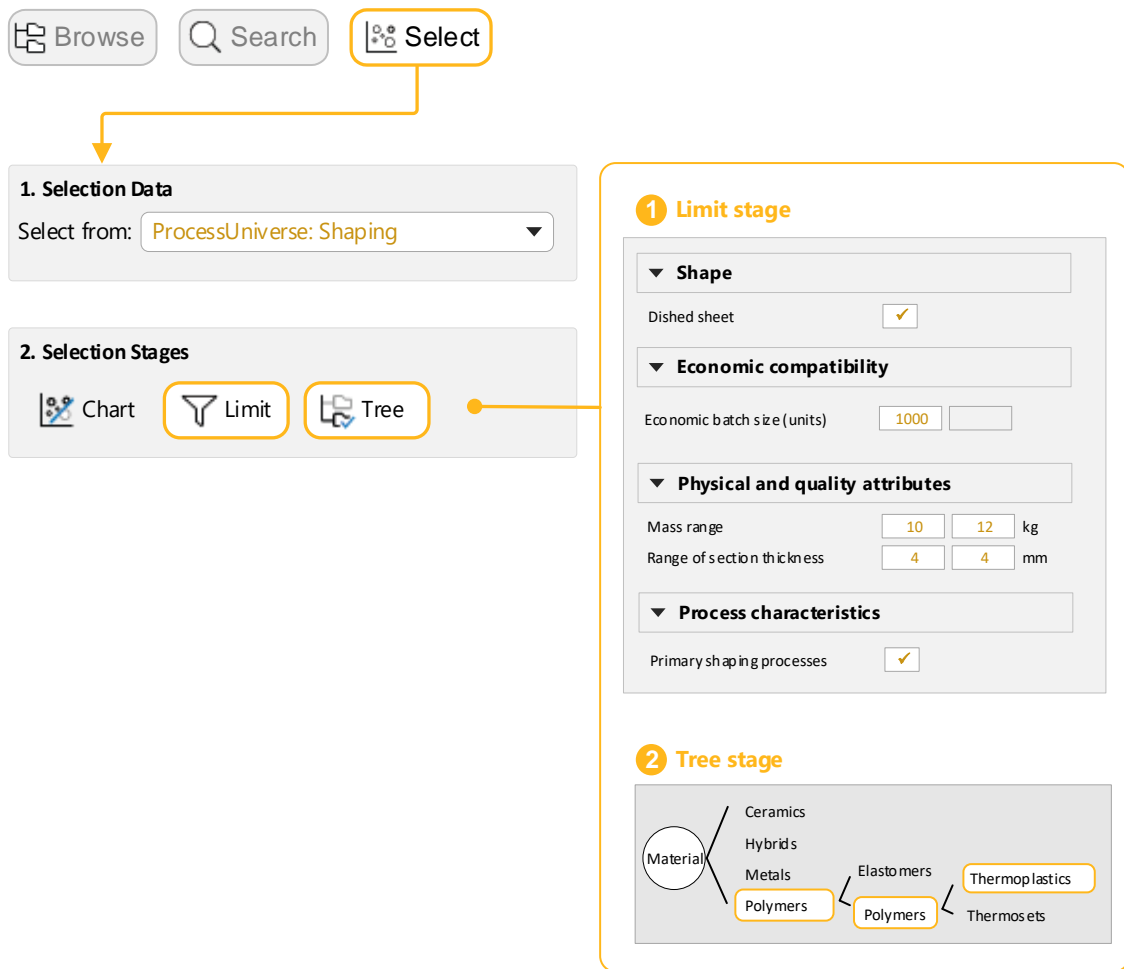 Browse Search Select
1. Selection Data
Select from: ProcessUniverse: Shaping
2. Selection Stages
Chart Limit Tree
1 Limit stage
Shape
Dished sheet ✓
Economic compatibility
Economic batch size (units) 1000
Physical and quality attributes
Mass range 10 12 kg
Range of section thickness 4 4 mm
Process characteristics
Primary shaping processes ✓
2 Tree stage
Material
Ceramics
Hybrids
Metals
Polymers
Elastomers
Polymers
Thermoplastics
Thermosets